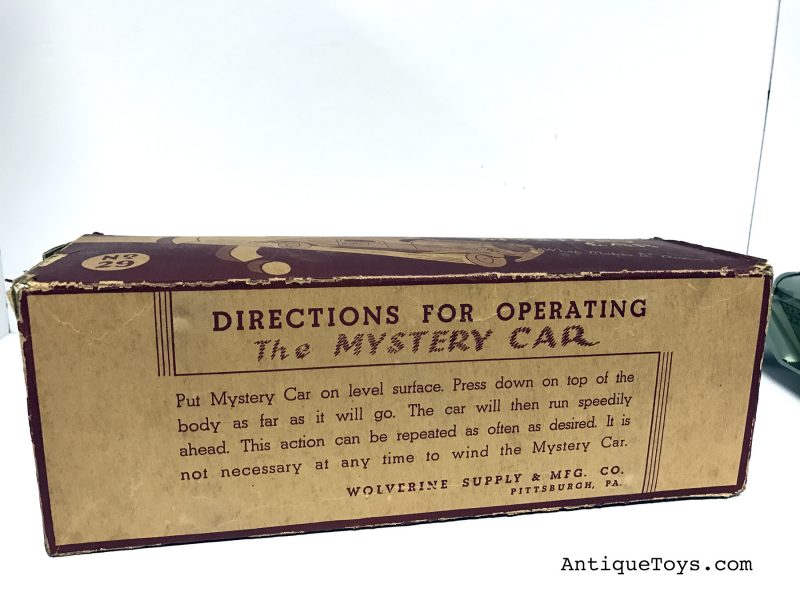 No
29
DIRECTIONS FOR OPERATING
The MYSTERY CAR
Put Mystery Car on level surface. Press down on top of the
body as far as it will go. The car will then run speedily
ahead. This action can be repeated as often as desired. It is
not necessary at any time to wind the Mystery Car.
WOLVERINE SUPPLY & MFG. CO.
PITTSBURGH, PA.
AntiqueToys.com